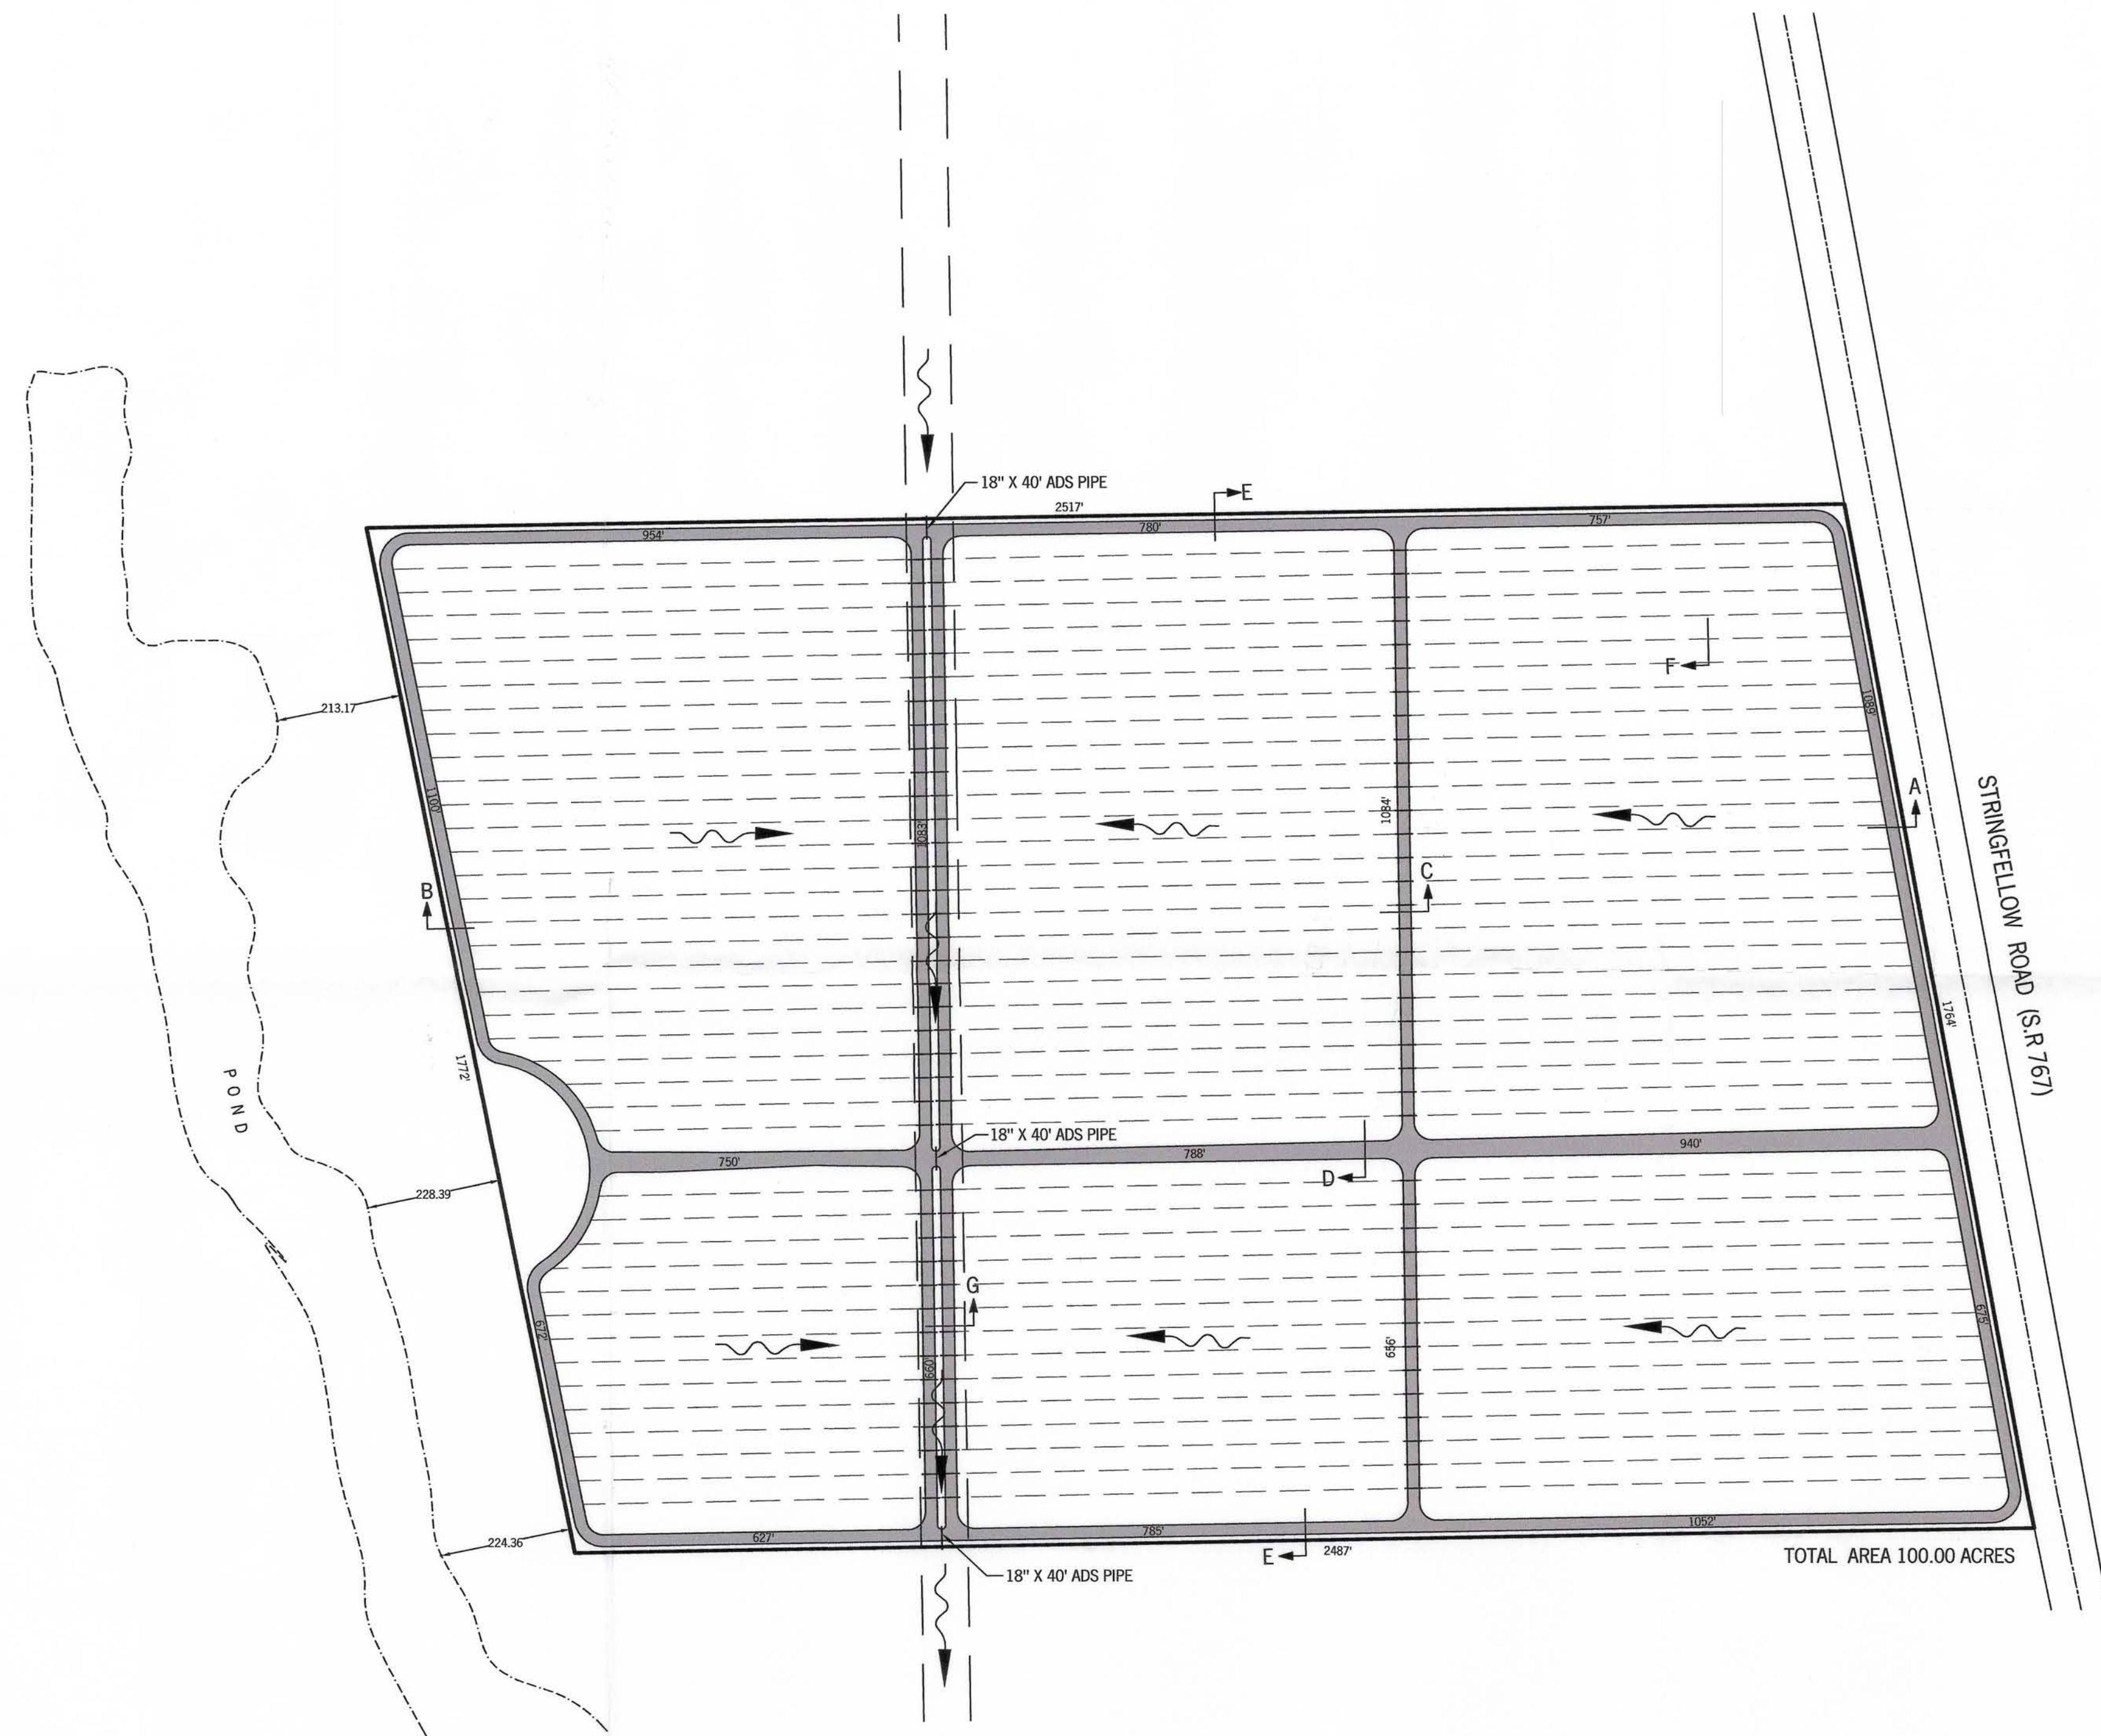 18" X 40' ADS PIPE
E
2517'
954'
780'
757'
F
213.17
1089'
1100'
1083'
1084'
A
STRINGFELLOW ROAD (S.R 767)
B
C
1764'
1772'
POND
18" X 40' ADS PIPE
750'
788'
940'
D
228.39
G
672'
660'
656'
675'
627'
785'
1052'
224.36
E
2487'
TOTAL AREA 100.00 ACRES
18" X 40' ADS PIPE